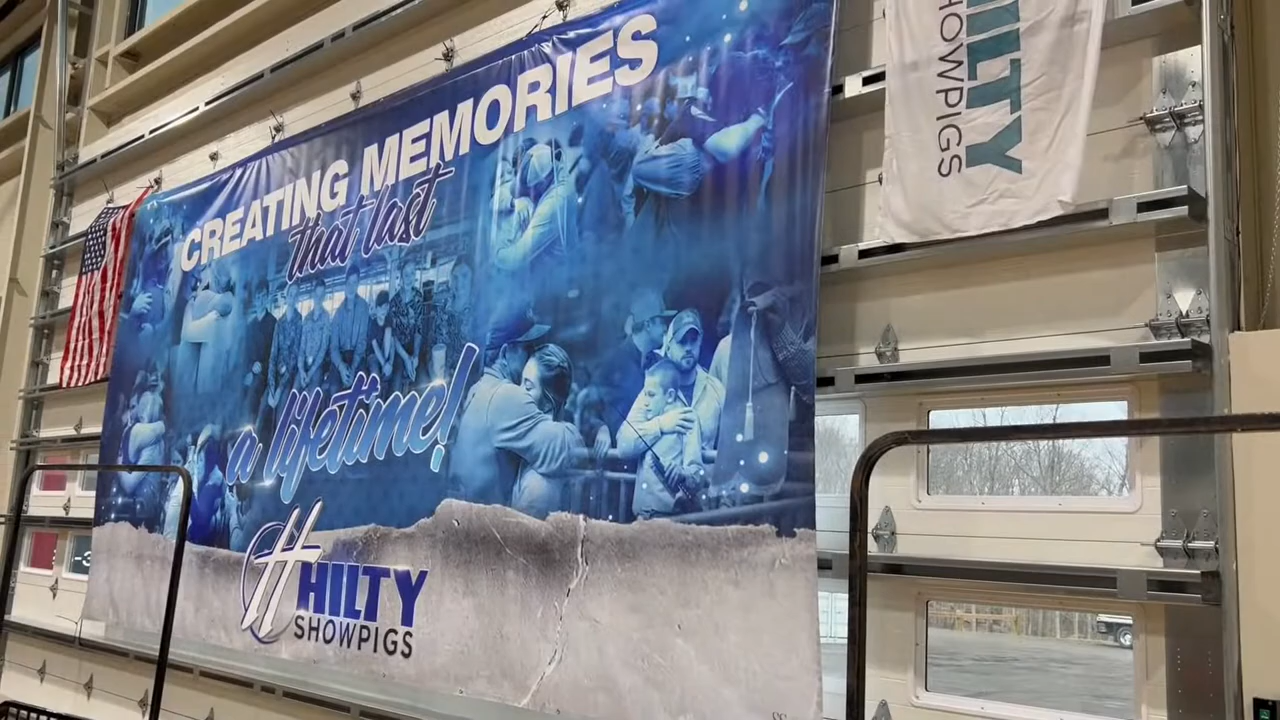 CREATING MEMORIES
that last
a lifetime!
HILTY
SHOWPIGS
HILTY
SHOWPIGS